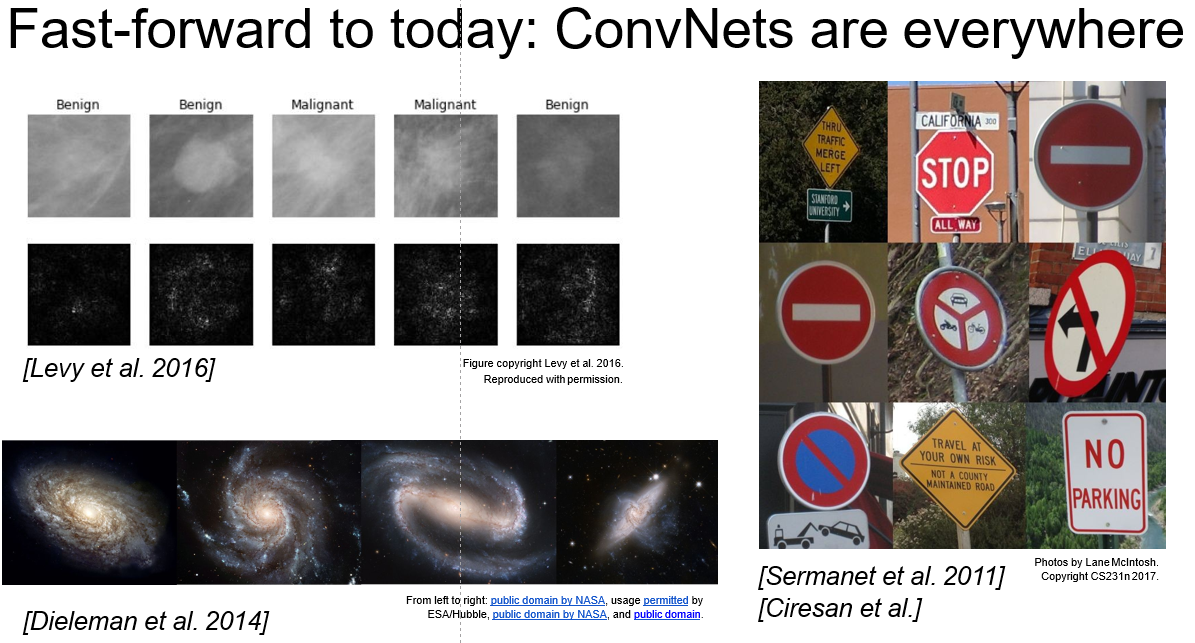 Fast-forward to today: ConvNets are everywhere
Benign
Benign
Malignant
Malignant
Benign
[Levy et al. 2016]
Figure copyright Levy et al. 2016.
Reproduced with permission.
[Dieleman et al. 2014]
From left to right: public domain by NASA, usage permitted by
ESA/Hubble, public domain by NASA, and public domain.
THRU
TRAFFIC
MERGE
LEFT
STANFORD
UNIVERSITY
CALIFORNIA 300
STOP
ALL WAY
TRAVEL AT
YOUR OWN RISK
NOT A COUNTY
MAINTAINED ROAD
NO
PARKING
[Sermanet et al. 2011]
[Ciresan et al.]
Photos by Lane McIntosh.
Copyright CS231n 2017.